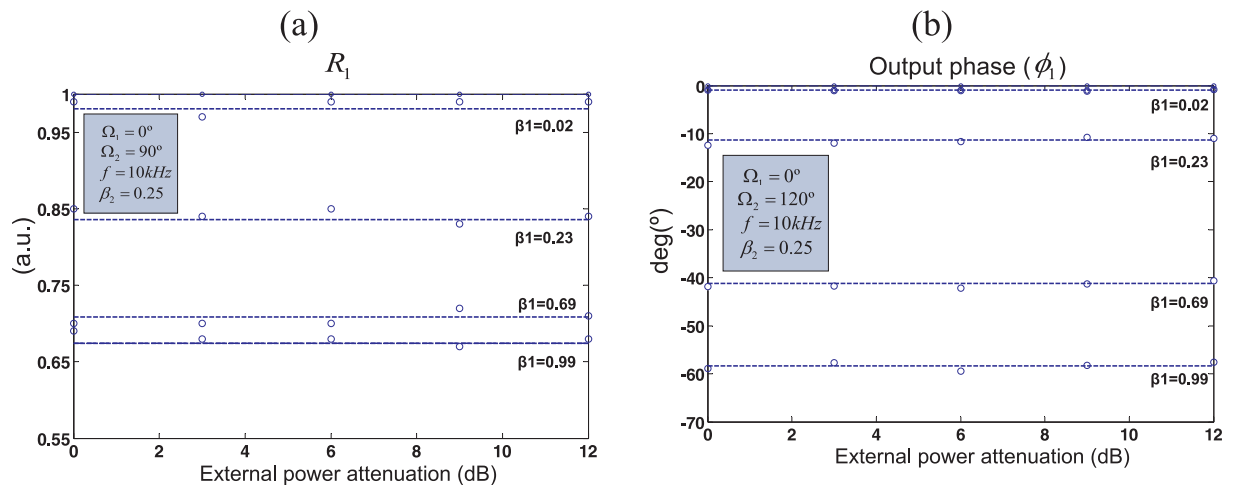 (a)
R₁
1
0.95
0.85
0.75
0.65
0.55
(a.u.)
Ω₁ = 0º
Ω₂ = 90º
f = 10kHz
β₂ = 0.25
β1=0.02
β1=0.23
β1=0.69
β1=0.99
0 2 4 6 8 10 12
External power attenuation (dB)
(b)
Output phase (ϕ₁)
0
-10
-20
-30
-40
-50
-60
-70
deg(º)
Ω₁ = 0º
Ω₂ = 120º
f = 10kHz
β₂ = 0.25
β1=0.02
β1=0.23
β1=0.69
β1=0.99
0 2 4 6 8 10 12
External power attenuation (dB)